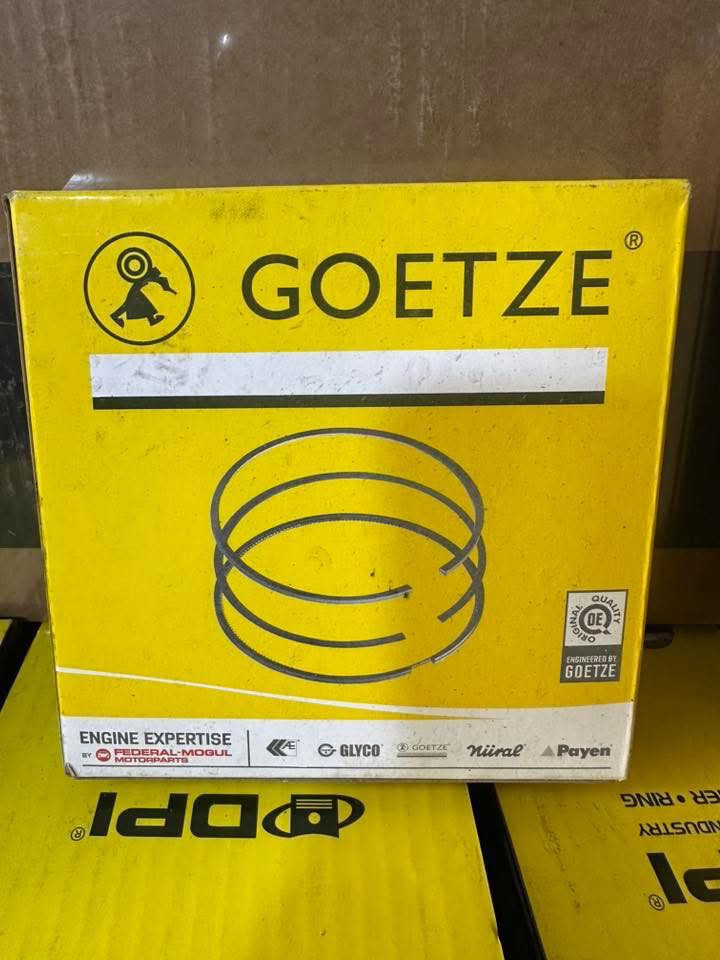 GOETZE®
ORIGINAL QUALITY
OE
ENGINEERED BY
GOETZE
ENGINE EXPERTISE
BY FEDERAL-MOGUL
MOTORPARTS
Æ
GLYCO®
GOETZE
Nüral®
Payen®
DPI®
RING
INDUSTRY
DPI®